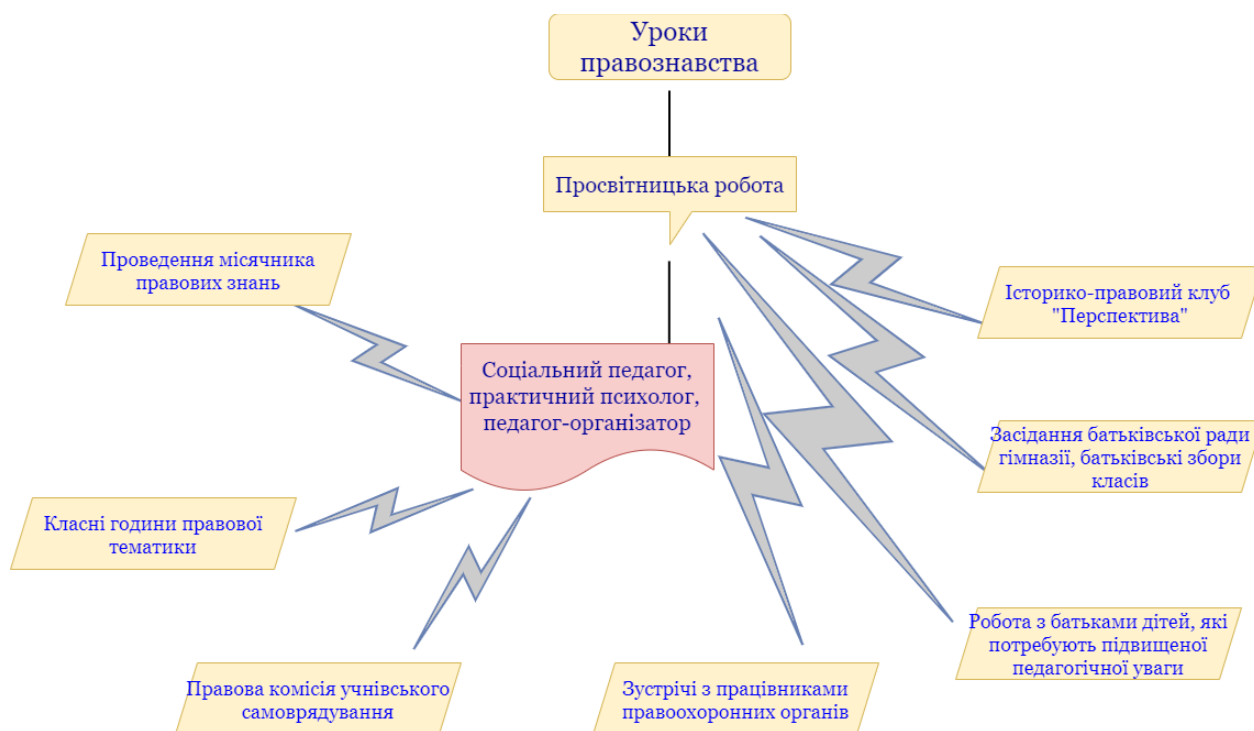 Уроки
правознавства
Просвітницька робота
Проведення місячника
правових знань
Історико-правовий клуб
"Перспектива"
Соціальний педагог,
практичний психолог,
педагог-організатор
Засідання батьківської ради
гімназії, батьківські збори
класів
Класні години правової
тематики
Робота з батьками дітей, які
потребують підвищеної
педагогічної уваги
Правова комісія учнівського
самоврядування
Зустрічі з працівниками
правоохоронних органів